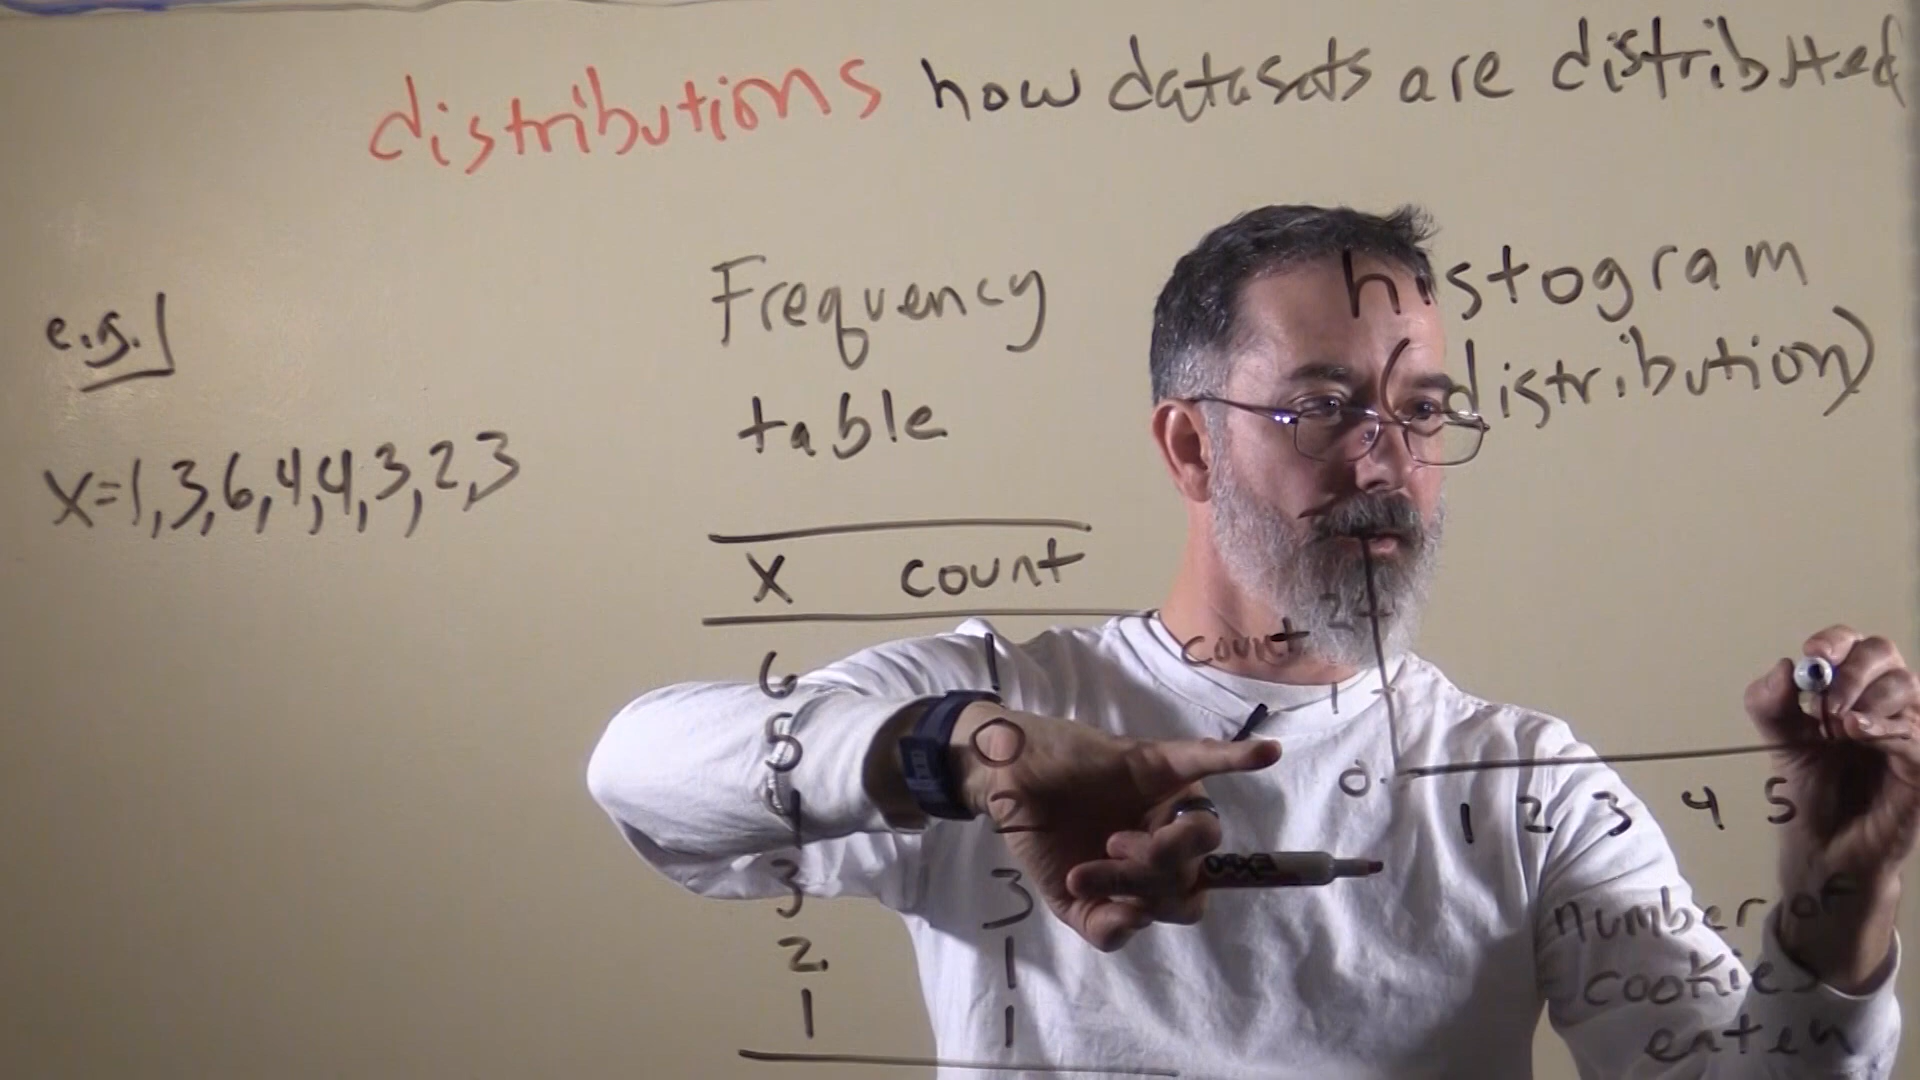 distributions how datasets are distributed
e.g.
X=1,3,6,4,4,3,2,3
Frequency
table
histogram
(distribution)
X count
6 1
5 0
4 2
3 3
2 1
1 1
count
2
1
0
1 2 3 4 5
number of
cookies
eaten
EXPO